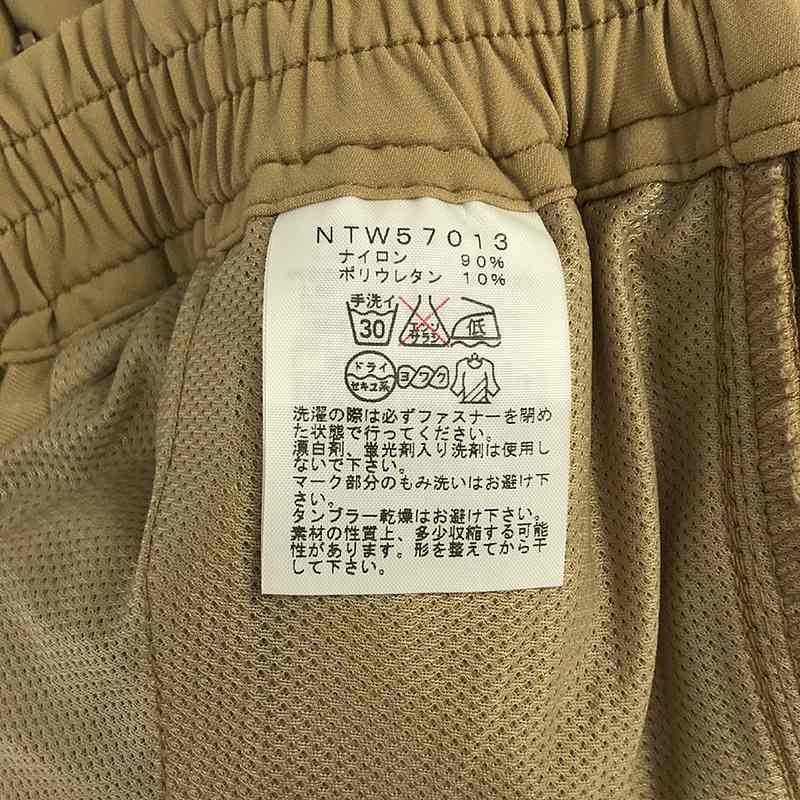 NTW57013
ナイロン 90%
ポリウレタン 10%
手洗イ
30
エンソ
サラシ
低
ドライ
セキユ系
ヨワク
洗濯の際は必ずファスナーを閉め
た状態で行ってください。
漂白剤、蛍光剤入り洗剤は使用し
ないで下さい。
マーク部分のもみ洗いはお避け下
さい。
タンブラー乾燥はお避け下さい。
素材の性質上、多少収縮する可能
性があります。形を整えてから干
して下さい。